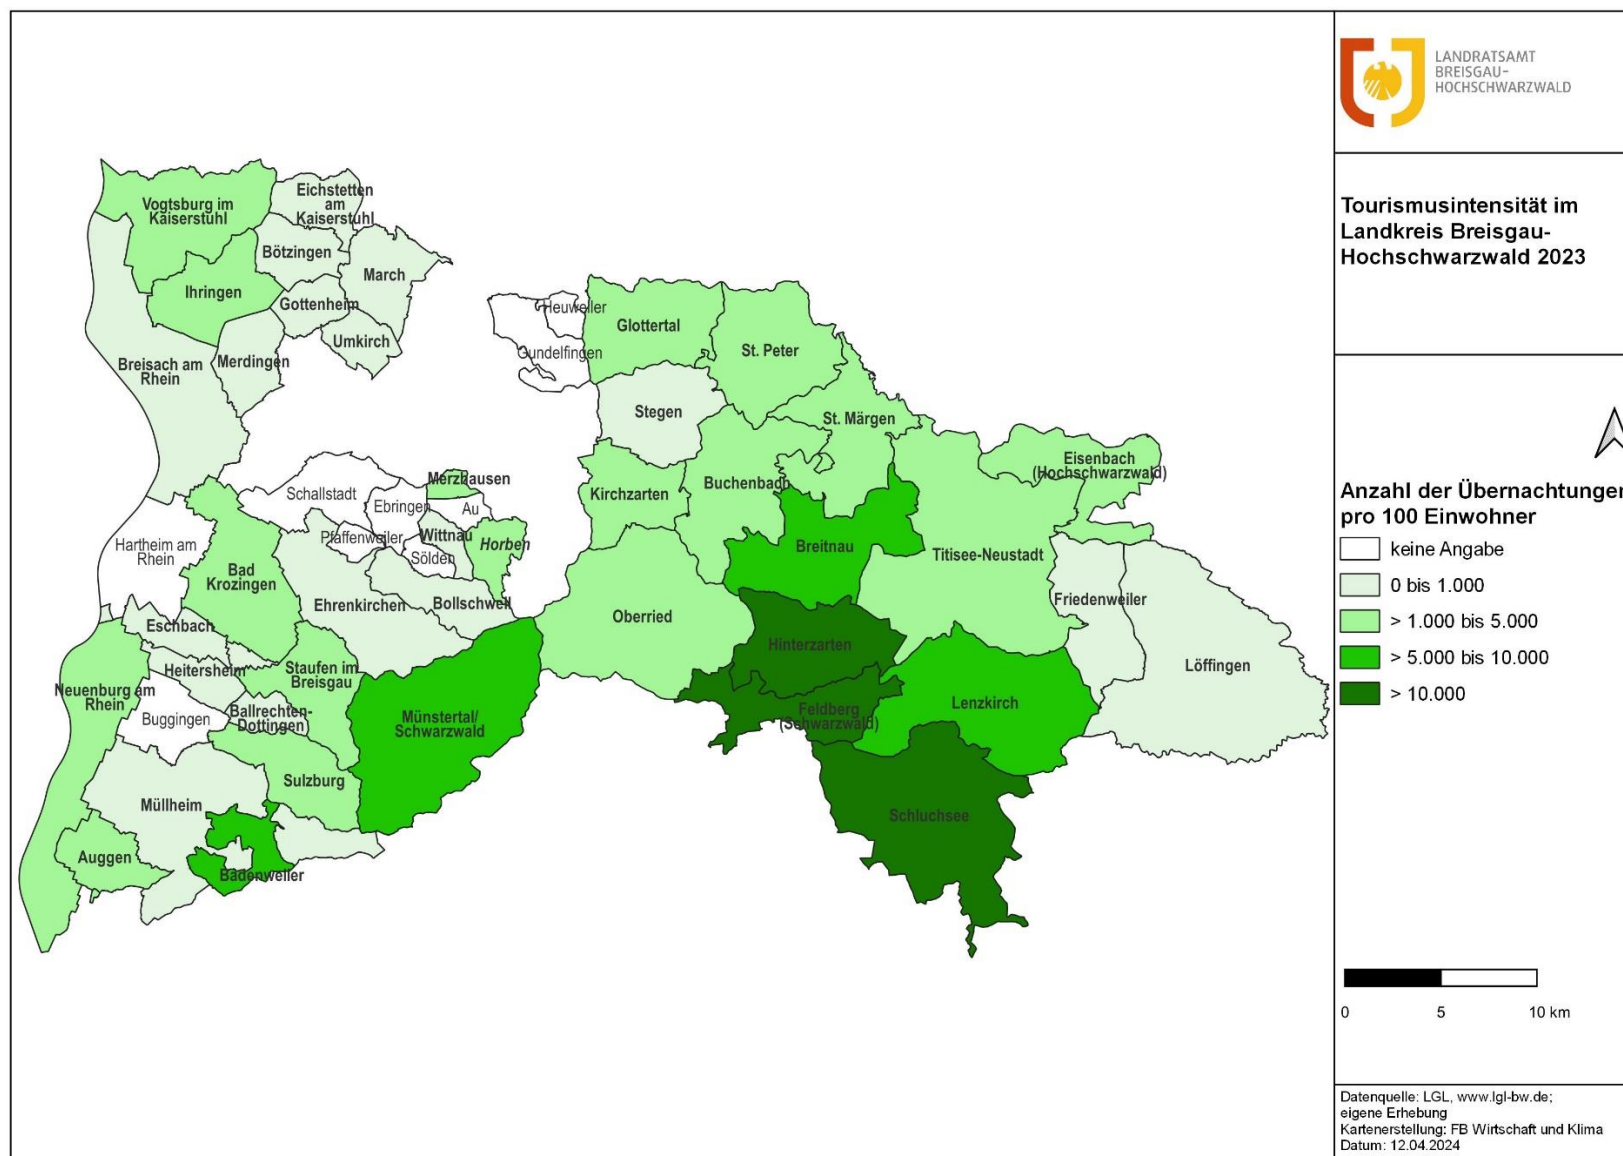 LANDRATSAMT
BREISGAU-
HOCHSCHWARZWALD
Tourismusintensität im
Landkreis Breisgau-
Hochschwarzwald 2023
Anzahl der Übernachtungen
pro 100 Einwohner
keine Angabe
0 bis 1.000
> 1.000 bis 5.000
> 5.000 bis 10.000
> 10.000
0 5 10 km
Datenquelle: LGL, www.lgl-bw.de;
eigene Erhebung
Kartenerstellung: FB Wirtschaft und Klima
Datum: 12.04.2024
Vogtsburg im
Kaiserstuhl
Eichstetten
am
Kaiserstuhl
Bötzingen
March
Ihringen
Gottenheim
Umkirch
Breisach am
Rhein
Merdingen
Heuweiler
Gundelfingen
Glottertal
St. Peter
Stegen
St. Märgen
Eisenbach
(Hochschwarzwald)
Kirchzarten
Buchenbach
Breitnau
Titisee-Neustadt
Merzhausen
Schallstadt
Ebringen
Au
Hartheim am
Rhein
Pfaffenweiler
Wittnau
Sölden
Horben
Bad
Krozingen
Ehrenkirchen
Bollschweil
Oberried
Friedenweiler
Hinterzarten
Löffingen
Eschbach
Heitersheim
Staufen im
Breisgau
Neuenburg am
Rhein
Buggingen
Ballrechten-
Dottingen
Münstertal/
Schwarzwald
Feldberg
(Schwarzwald)
Lenzkirch
Sulzburg
Müllheim
Schluchsee
Auggen
Badenweiler